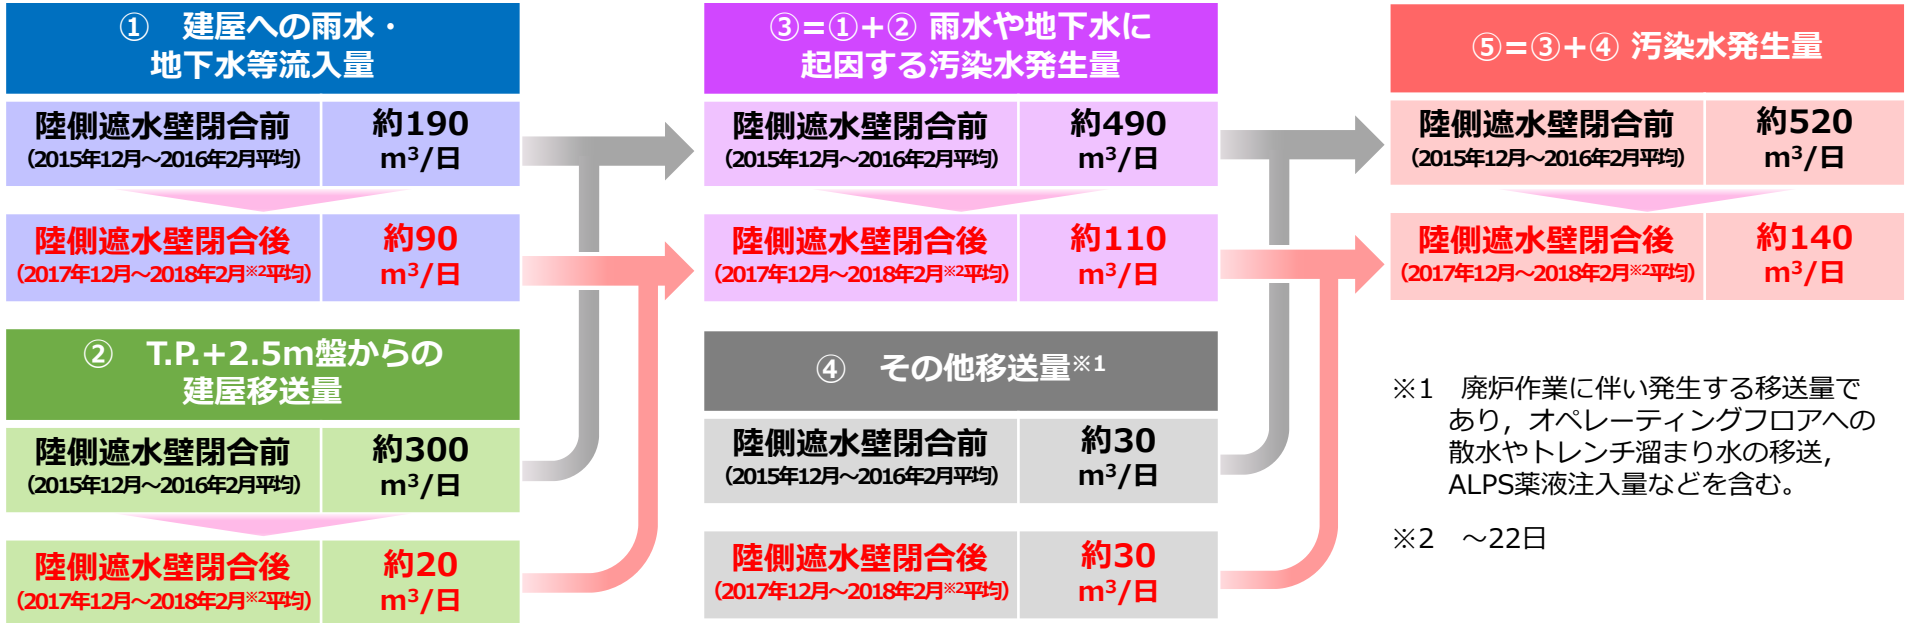 ① 建屋への雨水・
地下水等流入量
陸側遮水壁閉合前
（2015年12月～2016年2月平均）
約190
m³/日
陸側遮水壁閉合後
（2017年12月～2018年2月※2平均）
約90
m³/日
② T.P.+2.5m盤からの
建屋移送量
陸側遮水壁閉合前
（2015年12月～2016年2月平均）
約300
m³/日
陸側遮水壁閉合後
（2017年12月～2018年2月※2平均）
約20
m³/日
③=①+② 雨水や地下水に
起因する汚染水発生量
陸側遮水壁閉合前
（2015年12月～2016年2月平均）
約490
m³/日
陸側遮水壁閉合後
（2017年12月～2018年2月※2平均）
約110
m³/日
④ その他移送量※1
陸側遮水壁閉合前
（2015年12月～2016年2月平均）
約30
m³/日
陸側遮水壁閉合後
（2017年12月～2018年2月※2平均）
約30
m³/日
⑤=③+④ 汚染水発生量
陸側遮水壁閉合前
（2015年12月～2016年2月平均）
約520
m³/日
陸側遮水壁閉合後
（2017年12月～2018年2月※2平均）
約140
m³/日
※1 廃炉作業に伴い発生する移送量で
あり，オペレーティングフロアへの
散水やトレンチ溜まり水の移送，
ALPS薬液注入量などを含む。
※2 ～22日